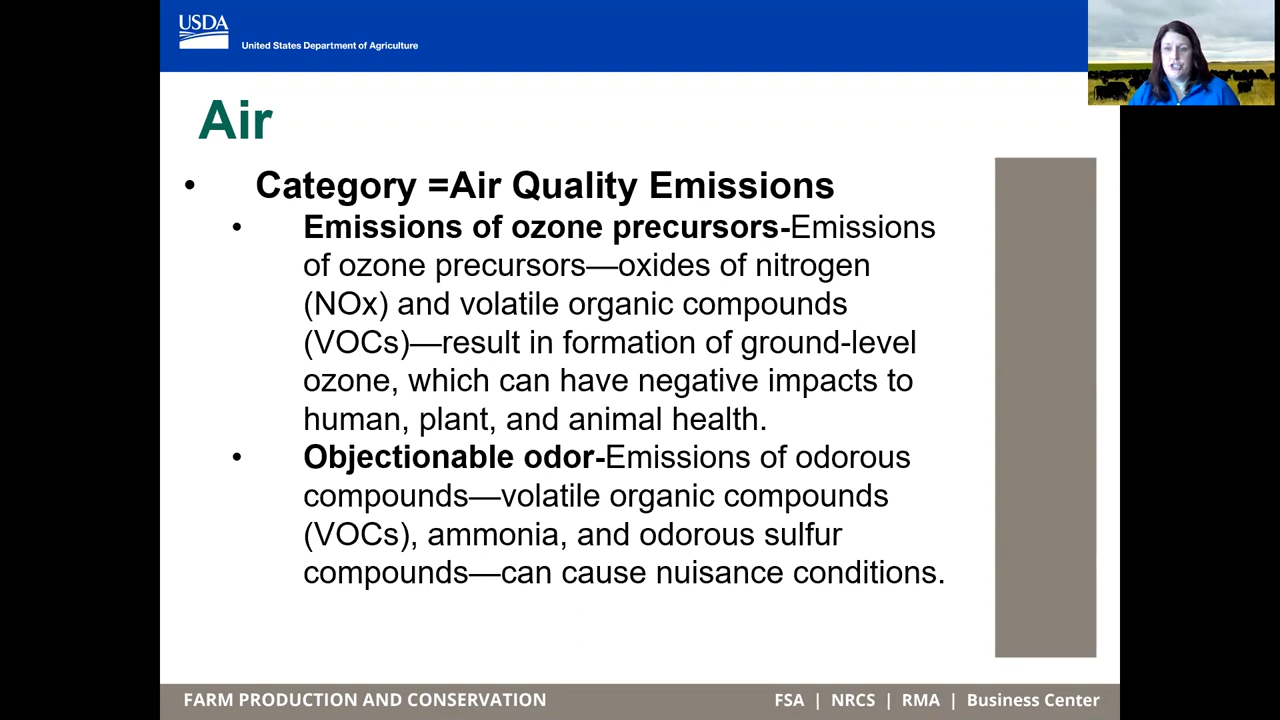 USDA
United States Department of Agriculture
Air
• Category =Air Quality Emissions
• Emissions of ozone precursors-Emissions
of ozone precursors—oxides of nitrogen
(NOx) and volatile organic compounds
(VOCs)—result in formation of ground-level
ozone, which can have negative impacts to
human, plant, and animal health.
• Objectionable odor-Emissions of odorous
compounds—volatile organic compounds
(VOCs), ammonia, and odorous sulfur
compounds—can cause nuisance conditions.
FARM PRODUCTION AND CONSERVATION
FSA | NRCS | RMA | Business Center